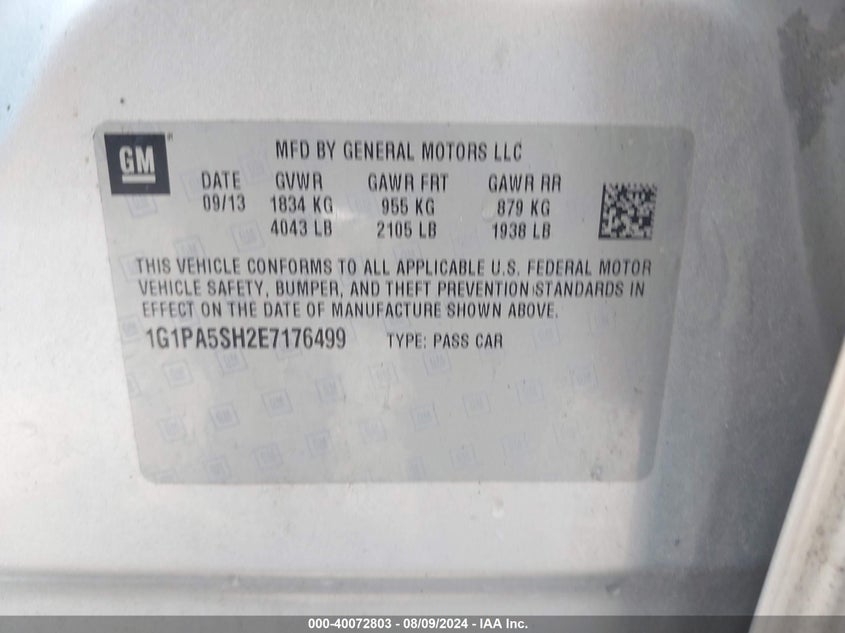 GM
MFD BY GENERAL MOTORS LLC
DATE GVWR GAWR FRT GAWR RR
09/13 1834 KG 955 KG 879 KG
4043 LB 2105 LB 1938 LB
THIS VEHICLE CONFORMS TO ALL APPLICABLE U.S. FEDERAL MOTOR
VEHICLE SAFETY, BUMPER, AND THEFT PREVENTION STANDARDS IN
EFFECT ON THE DATE OF MANUFACTURE SHOWN ABOVE.
1G1PA5SH2E7176499 TYPE: PASS CAR
000-40072803 - 08/09/2024 - IAA Inc.